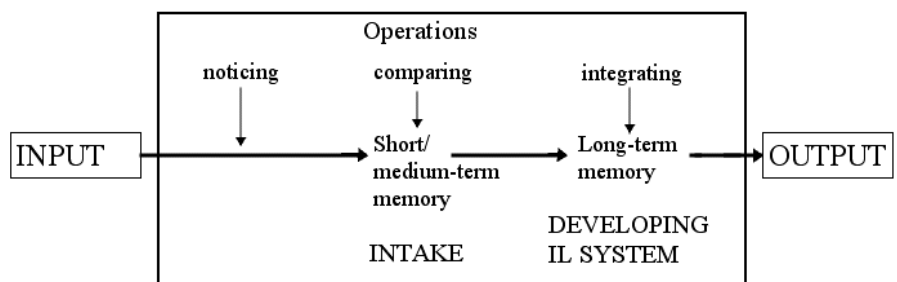 Operations
noticing
comparing
integrating
INPUT
Short/
medium-term
memory
Long-term
memory
OUTPUT
INTAKE
DEVELOPING
IL SYSTEM